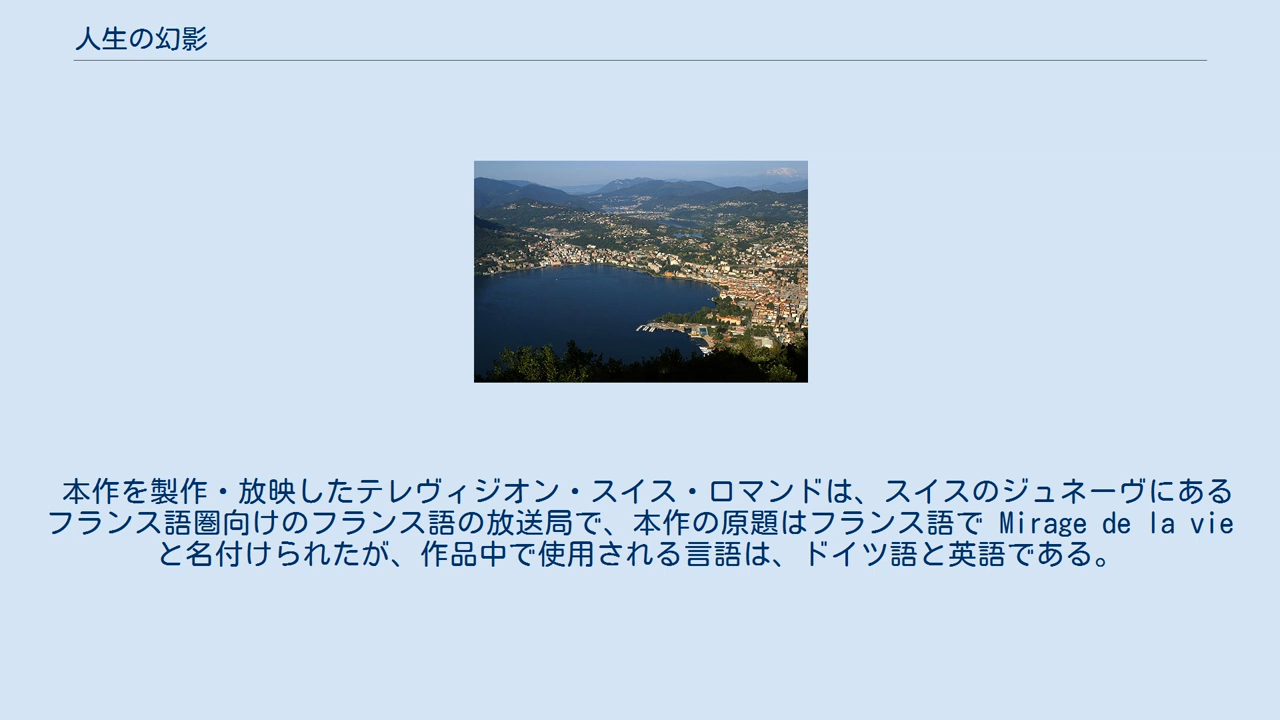 人生の幻影
本作を製作・放映したテレヴィジオン・スイス・ロマンドは、スイスのジュネーヴにある
フランス語圏向けのフランス語の放送局で、本作の原題はフランス語で Mirage de la vie
と名付けられたが、作品中で使用される言語は、ドイツ語と英語である。